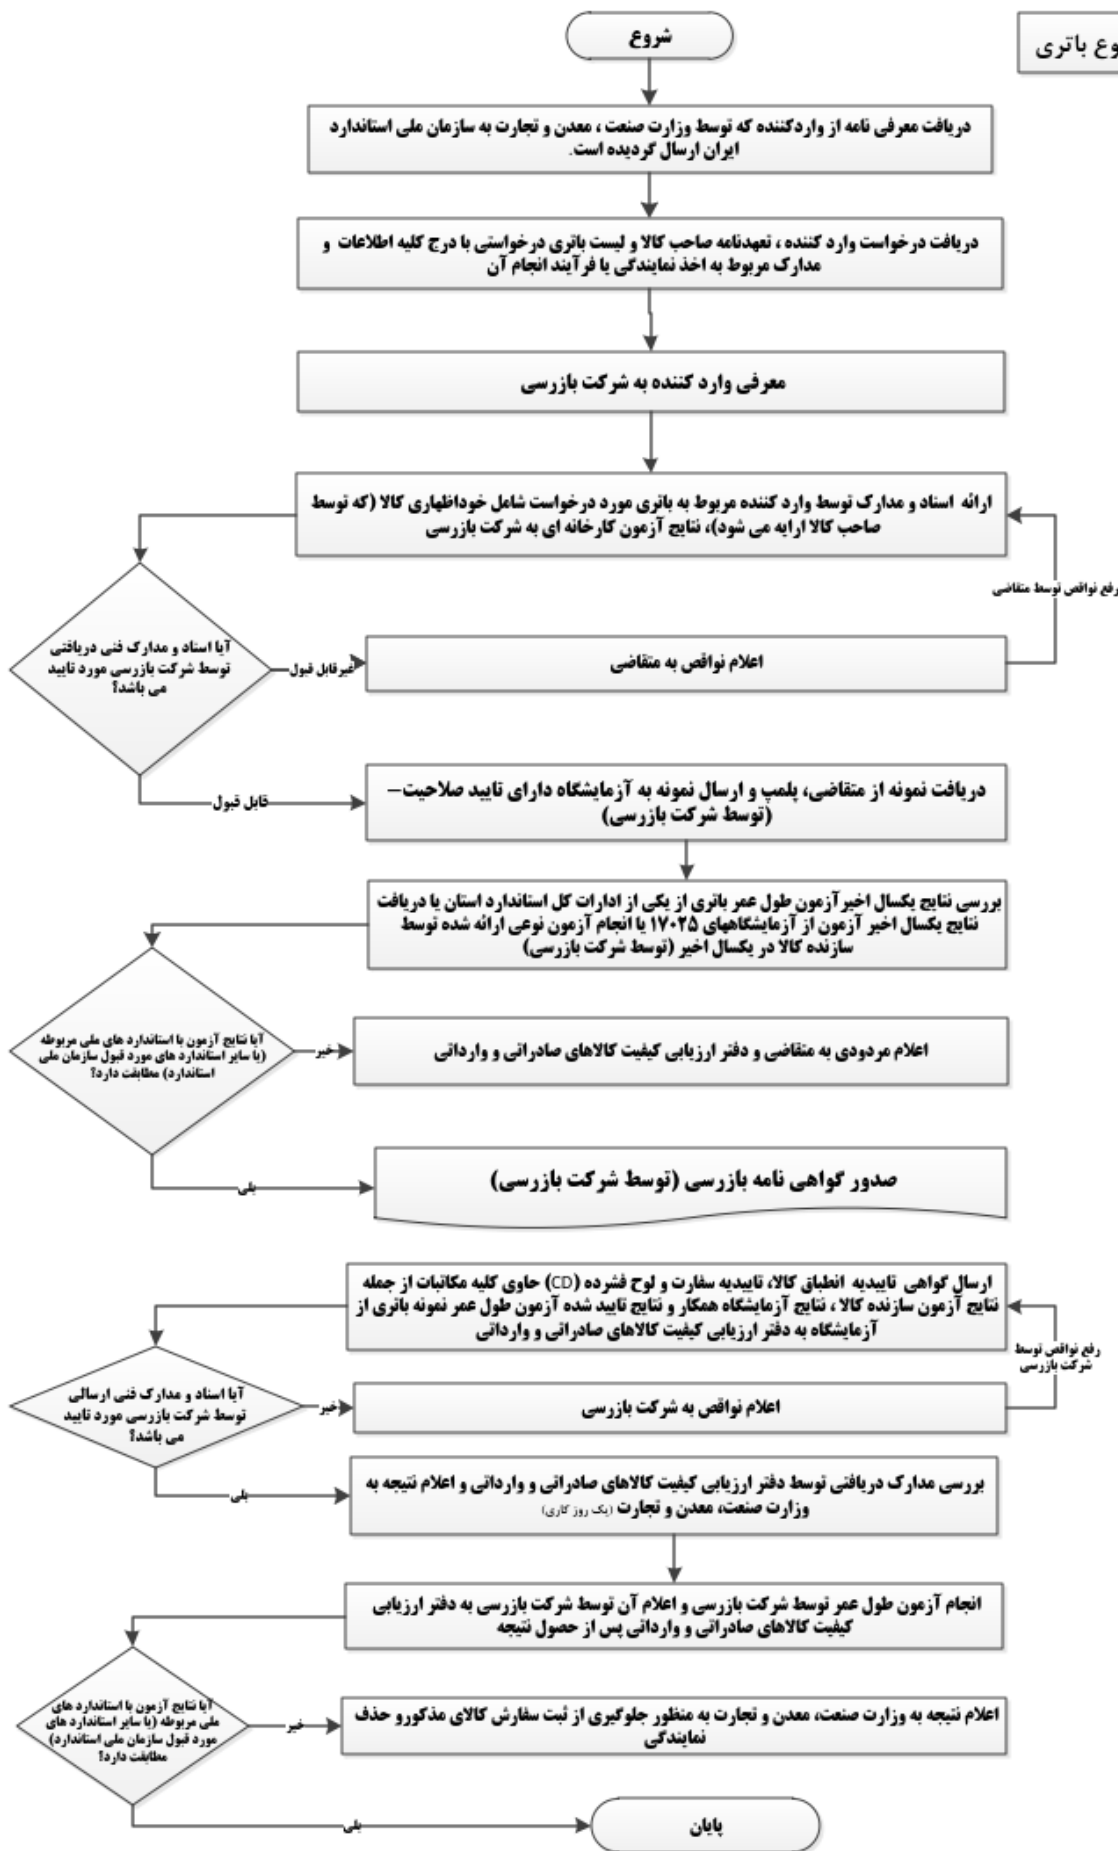 شروع
وع باتری
دریافت معرفی نامه از واردکننده که توسط وزارت صنعت ، معدن و تجارت به سازمان ملی استاندارد
ایران ارسال گردیده است.
دریافت درخواست وارد کننده ، تعهدنامه صاحب کالا و لیست باتری درخواستی با درج کلیه اطلاعات و
مدارک مربوط به اخذ نمایندگی یا فرآیند انجام آن
معرفی وارد کننده به شرکت بازرسی
ارائه اسناد و مدارک توسط وارد کننده مربوط به باتری مورد درخواست شامل خوداظهاری کالا (که توسط
صاحب کالا ارایه می شود)، نتایج آزمون کارخانه ای به شرکت بازرسی
رفع نواقص توسط متقاضی
آیا اسناد و مدارک فنی دریافتی
توسط شرکت بازرسی مورد تایید
می باشد؟
غیرقابل قبول
اعلام نواقص به متقاضی
قابل قبول
دریافت نمونه از متقاضی، پلمپ و ارسال نمونه به آزمایشگاه دارای تایید صلاحیت–
(توسط شرکت بازرسی)
بررسی نتایج یکسال اخیرآزمون طول عمر باتری از یکی از ادارات کل استاندارد استان یا دریافت
نتایج یکسال اخیر آزمون از آزمایشگاههای ۱۷۰۲۵ یا انجام آزمون نوعی ارائه شده توسط
سازنده کالا در یکسال اخیر (توسط شرکت بازرسی)
آیا نتایج آزمون با استاندارد های ملی مربوطه
(یا سایر استاندارد های مورد قبول سازمان ملی
استاندارد) مطابقت دارد؟
خیر
اعلام مردودی به متقاضی و دفتر ارزیابی کیفیت کالاهای صادراتی و وارداتی
بلی
صدور گواهی نامه بازرسی (توسط شرکت بازرسی)
ارسال گواهی تاییدیه انطباق کالا، تاییدیه سفارت و لوح فشرده (CD) حاوی کلیه مکاتبات از جمله
نتایج آزمون سازنده کالا ، نتایج آزمایشگاه همکار و نتایج تایید شده آزمون طول عمر نمونه باتری از
آزمایشگاه به دفتر ارزیابی کیفیت کالاهای صادراتی و وارداتی
رفع نواقص توسط
شرکت بازرسی
آیا اسناد و مدارک فنی ارسالی
توسط شرکت بازرسی مورد تایید
می باشد؟
خیر
اعلام نواقص به شرکت بازرسی
بلی
بررسی مدارک دریافتی توسط دفتر ارزیابی کیفیت کالاهای صادراتی و وارداتی و اعلام نتیجه به
وزارت صنعت، معدن و تجارت (یک روز کاری)
انجام آزمون طول عمر توسط شرکت بازرسی و اعلام آن توسط شرکت بازرسی به دفتر ارزیابی
کیفیت کالاهای صادراتی و وارداتی پس از حصول نتیجه
آیا نتایج آزمون با استاندارد های
ملی مربوطه (یا سایر استاندارد های
مورد قبول سازمان ملی استاندارد)
مطابقت دارد؟
خیر
اعلام نتیجه به وزارت صنعت، معدن و تجارت به منظور جلوگیری از ثبت سفارش کالای مذکورو حذف
نمایندگی
بلی
پایان